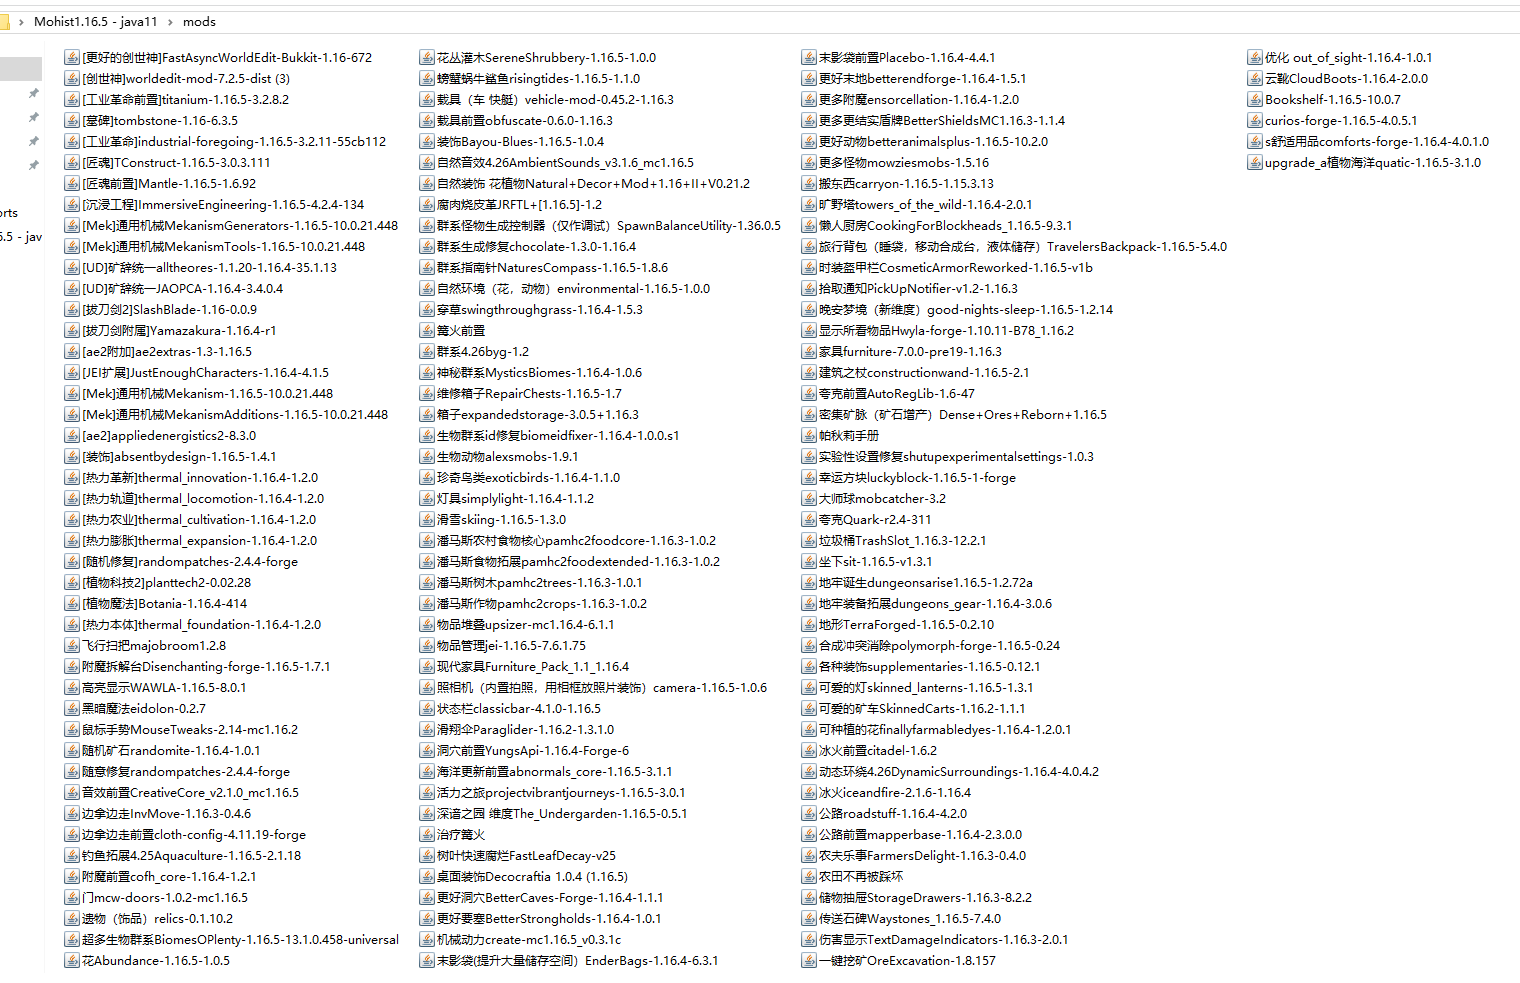 Mohist1.16.5 - java11 › mods
orts
6.5 - jav
[更好的创世神]FastAsyncWorldEdit-Bukkit-1.16-672
[创世神]worldedit-mod-7.2.5-dist (3)
[工业革命前置]titanium-1.16.5-3.2.8.2
[墓碑]tombstone-1.16-6.3.5
[工业革命]industrial-foregoing-1.16.5-3.2.11-55cb112
[匠魂]TConstruct-1.16.5-3.0.3.111
[匠魂前置]Mantle-1.16.5-1.6.92
[沉浸工程]ImmersiveEngineering-1.16.5-4.2.4-134
[Mek]通用机械MekanismGenerators-1.16.5-10.0.21.448
[Mek]通用机械MekanismTools-1.16.5-10.0.21.448
[UD]矿辞统一alltheores-1.1.20-1.16.4-35.1.13
[UD]矿辞统一JAOPCA-1.16.4-3.4.0.4
[拔刀剑2]SlashBlade-1.16-0.0.9
[拔刀剑附属]Yamazakura-1.16.4-r1
[ae2附加]ae2extras-1.3-1.16.5
[JEI扩展]JustEnoughCharacters-1.16.4-4.1.5
[Mek]通用机械Mekanism-1.16.5-10.0.21.448
[Mek]通用机械MekanismAdditions-1.16.5-10.0.21.448
[ae2]appliedenergistics2-8.3.0
[装饰]absentbydesign-1.16.5-1.4.1
[热力革新]thermal_innovation-1.16.4-1.2.0
[热力轨道]thermal_locomotion-1.16.4-1.2.0
[热力农业]thermal_cultivation-1.16.4-1.2.0
[热力膨胀]thermal_expansion-1.16.4-1.2.0
[随机修复]randompatches-2.4.4-forge
[植物科技2]planttech2-0.02.28
[植物魔法]Botania-1.16.4-414
[热力本体]thermal_foundation-1.16.4-1.2.0
飞行扫把majobroom1.2.8
附魔拆解台Disenchanting-forge-1.16.5-1.7.1
高亮显示WAWLA-1.16.5-8.0.1
黑暗魔法eidolon-0.2.7
鼠标手势MouseTweaks-2.14-mc1.16.2
随机矿石randomite-1.16.4-1.0.1
随意修复randompatches-2.4.4-forge
音效前置CreativeCore_v2.1.0_mc1.16.5
边拿边走InvMove-1.16.3-0.4.6
边拿边走前置cloth-config-4.11.19-forge
钓鱼拓展4.25Aquaculture-1.16.5-2.1.18
附魔前置cofh_core-1.16.4-1.2.1
门mcw-doors-1.0.2-mc1.16.5
遗物（饰品）relics-0.1.10.2
超多生物群系BiomesOPlenty-1.16.5-13.1.0.458-universal
花Abundance-1.16.5-1.0.5
花丛灌木SereneShrubbery-1.16.5-1.0.0
螃蟹蜗牛鲨鱼risingtides-1.16.5-1.1.0
载具（车 快艇）vehicle-mod-0.45.2-1.16.3
载具前置obfuscate-0.6.0-1.16.3
装饰Bayou-Blues-1.16.5-1.0.4
自然音效4.26AmbientSounds_v3.1.6_mc1.16.5
自然装饰 花植物Natural+Decor+Mod+1.16+II+V0.21.2
腐肉烧皮革JRFTL+[1.16.5]-1.2
群系怪物生成控制器（仅作调试）SpawnBalanceUtility-1.36.0.5
群系生成修复chocolate-1.3.0-1.16.4
群系指南针NaturesCompass-1.16.5-1.8.6
自然环境（花，动物）environmental-1.16.5-1.0.0
穿草swingthroughgrass-1.16.4-1.5.3
篝火前置
群系4.26byg-1.2
神秘群系MysticsBiomes-1.16.4-1.0.6
维修箱子RepairChests-1.16.5-1.7
箱子expandedstorage-3.0.5+1.16.3
生物群系id修复biomeidfixer-1.16.4-1.0.0.s1
生物动物alexsmobs-1.9.1
珍奇鸟类exoticbirds-1.16.4-1.1.0
灯具simplylight-1.16.4-1.1.2
滑雪skiing-1.16.5-1.3.0
潘马斯农村食物核心pamhc2foodcore-1.16.3-1.0.2
潘马斯食物拓展pamhc2foodextended-1.16.3-1.0.2
潘马斯树木pamhc2trees-1.16.3-1.0.1
潘马斯作物pamhc2crops-1.16.3-1.0.2
物品堆叠upsizer-mc1.16.4-6.1.1
物品管理jei-1.16.5-7.6.1.75
现代家具Furniture_Pack_1.1_1.16.4
照相机（内置拍照，用相框放照片装饰）camera-1.16.5-1.0.6
状态栏classicbar-4.1.0-1.16.5
滑翔伞Paraglider-1.16.2-1.3.1.0
洞穴前置YungsApi-1.16.4-Forge-6
海洋更新前置abnormals_core-1.16.5-3.1.1
活力之旅projectvibrantjourneys-1.16.5-3.0.1
深谙之园 维度The_Undergarden-1.16.5-0.5.1
治疗篝火
树叶快速腐烂FastLeafDecay-v25
桌面装饰Decocraftia 1.0.4 (1.16.5)
更好洞穴BetterCaves-Forge-1.16.4-1.1.1
更好要塞BetterStrongholds-1.16.4-1.0.1
机械动力create-mc1.16.5_v0.3.1c
末影袋(提升大量储存空间）EnderBags-1.16.4-6.3.1
末影袋前置Placebo-1.16.4-4.4.1
更好末地betterendforge-1.16.4-1.5.1
更多附魔ensorcellation-1.16.4-1.2.0
更多更结实盾牌BetterShieldsMC1.16.3-1.1.4
更好动物betteranimalsplus-1.16.5-10.2.0
更多怪物mowziesmobs-1.5.16
搬东西carryon-1.16.5-1.15.3.13
旷野塔towers_of_the_wild-1.16.4-2.0.1
懒人厨房CookingForBlockheads_1.16.5-9.3.1
旅行背包（睡袋，移动合成台，液体储存）TravelersBackpack-1.16.5-5.4.0
时装盔甲栏CosmeticArmorReworked-1.16.5-v1b
拾取通知PickUpNotifier-v1.2-1.16.3
晚安梦境（新维度）good-nights-sleep-1.16.5-1.2.14
显示所看物品Hwyla-forge-1.10.11-B78_1.16.2
家具furniture-7.0.0-pre19-1.16.3
建筑之杖constructionwand-1.16.5-2.1
夸克前置AutoRegLib-1.6-47
密集矿脉（矿石增产）Dense+Ores+Reborn+1.16.5
帕秋莉手册
实验性设置修复shutupexperimentalsettings-1.0.3
幸运方块luckyblock-1.16.5-1-forge
大师球mobcatcher-3.2
夸克Quark-r2.4-311
垃圾桶TrashSlot_1.16.3-12.2.1
坐下sit-1.16.5-v1.3.1
地牢诞生dungeonsarise1.16.5-1.2.72a
地牢装备拓展dungeons_gear-1.16.4-3.0.6
地形TerraForged-1.16.5-0.2.10
合成冲突消除polymorph-forge-1.16.5-0.24
各种装饰supplementaries-1.16.5-0.12.1
可爱的灯skinned_lanterns-1.16.5-1.3.1
可爱的矿车SkinnedCarts-1.16.2-1.1.1
可种植的花finallyfarmabledyes-1.16.4-1.2.0.1
冰火前置citadel-1.6.2
动态环绕4.26DynamicSurroundings-1.16.4-4.0.4.2
冰火iceandfire-2.1.6-1.16.4
公路roadstuff-1.16.4-4.2.0
公路前置mapperbase-1.16.4-2.3.0.0
农夫乐事FarmersDelight-1.16.3-0.4.0
农田不再被踩坏
储物抽屉StorageDrawers-1.16.3-8.2.2
传送石碑Waystones_1.16.5-7.4.0
伤害显示TextDamageIndicators-1.16.3-2.0.1
一键挖矿OreExcavation-1.8.157
优化 out_of_sight-1.16.4-1.0.1
云靴CloudBoots-1.16.4-2.0.0
Bookshelf-1.16.5-10.0.7
curios-forge-1.16.5-4.0.5.1
s舒适用品comforts-forge-1.16.4-4.0.1.0
upgrade_a植物海洋quatic-1.16.5-3.1.0